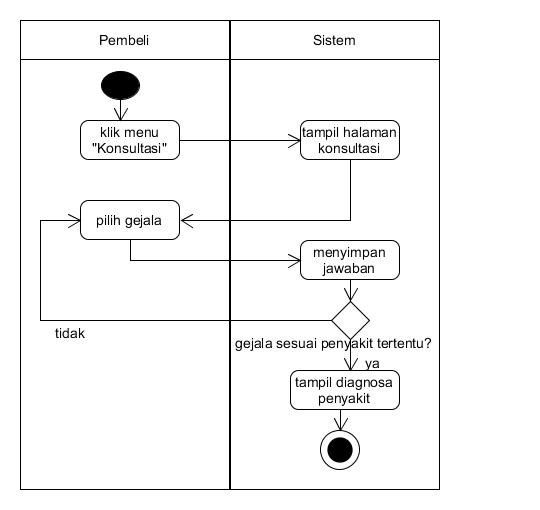 Pembeli
Sistem
klik menu
"Konsultasi"
tampil halaman
konsultasi
pilih gejala
menyimpan
jawaban
tidak
gejala sesuai penyakit tertentu?
ya
tampil diagnosa
penyakit